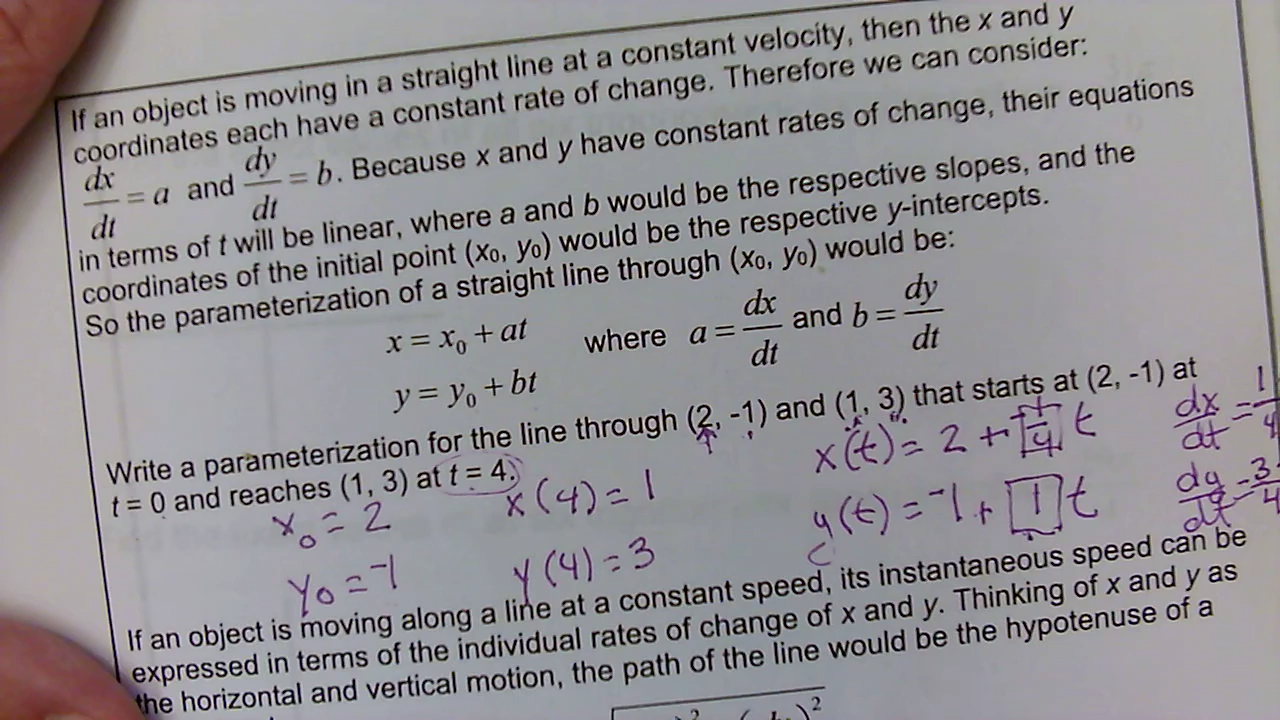 If an object is moving in a straight line at a constant velocity, then the x and y
coordinates each have a constant rate of change. Therefore we can consider:
dx/dt = a and dy/dt = b. Because x and y have constant rates of change, their equations
in terms of t will be linear, where a and b would be the respective slopes, and the
coordinates of the initial point (x₀, y₀) would be the respective y-intercepts.
So the parameterization of a straight line through (x₀, y₀) would be:
x = x₀ + at where a = dx/dt and b = dy/dt
y = y₀ + bt
Write a parameterization for the line through (2, -1) and (1, 3) that starts at (2, -1) at
t = 0 and reaches (1, 3) at t = 4.
x₀ = 2 x(4) = 1
y₀ = -1 y(4) = 3
x(t) = 2 + t
y(t) = -1 + 1 t
dx/dt =
dy/dt
If an object is moving along a line at a constant speed, its instantaneous speed can be
expressed in terms of the individual rates of change of x and y. Thinking of x and y as
the horizontal and vertical motion, the path of the line would be the hypotenuse of a